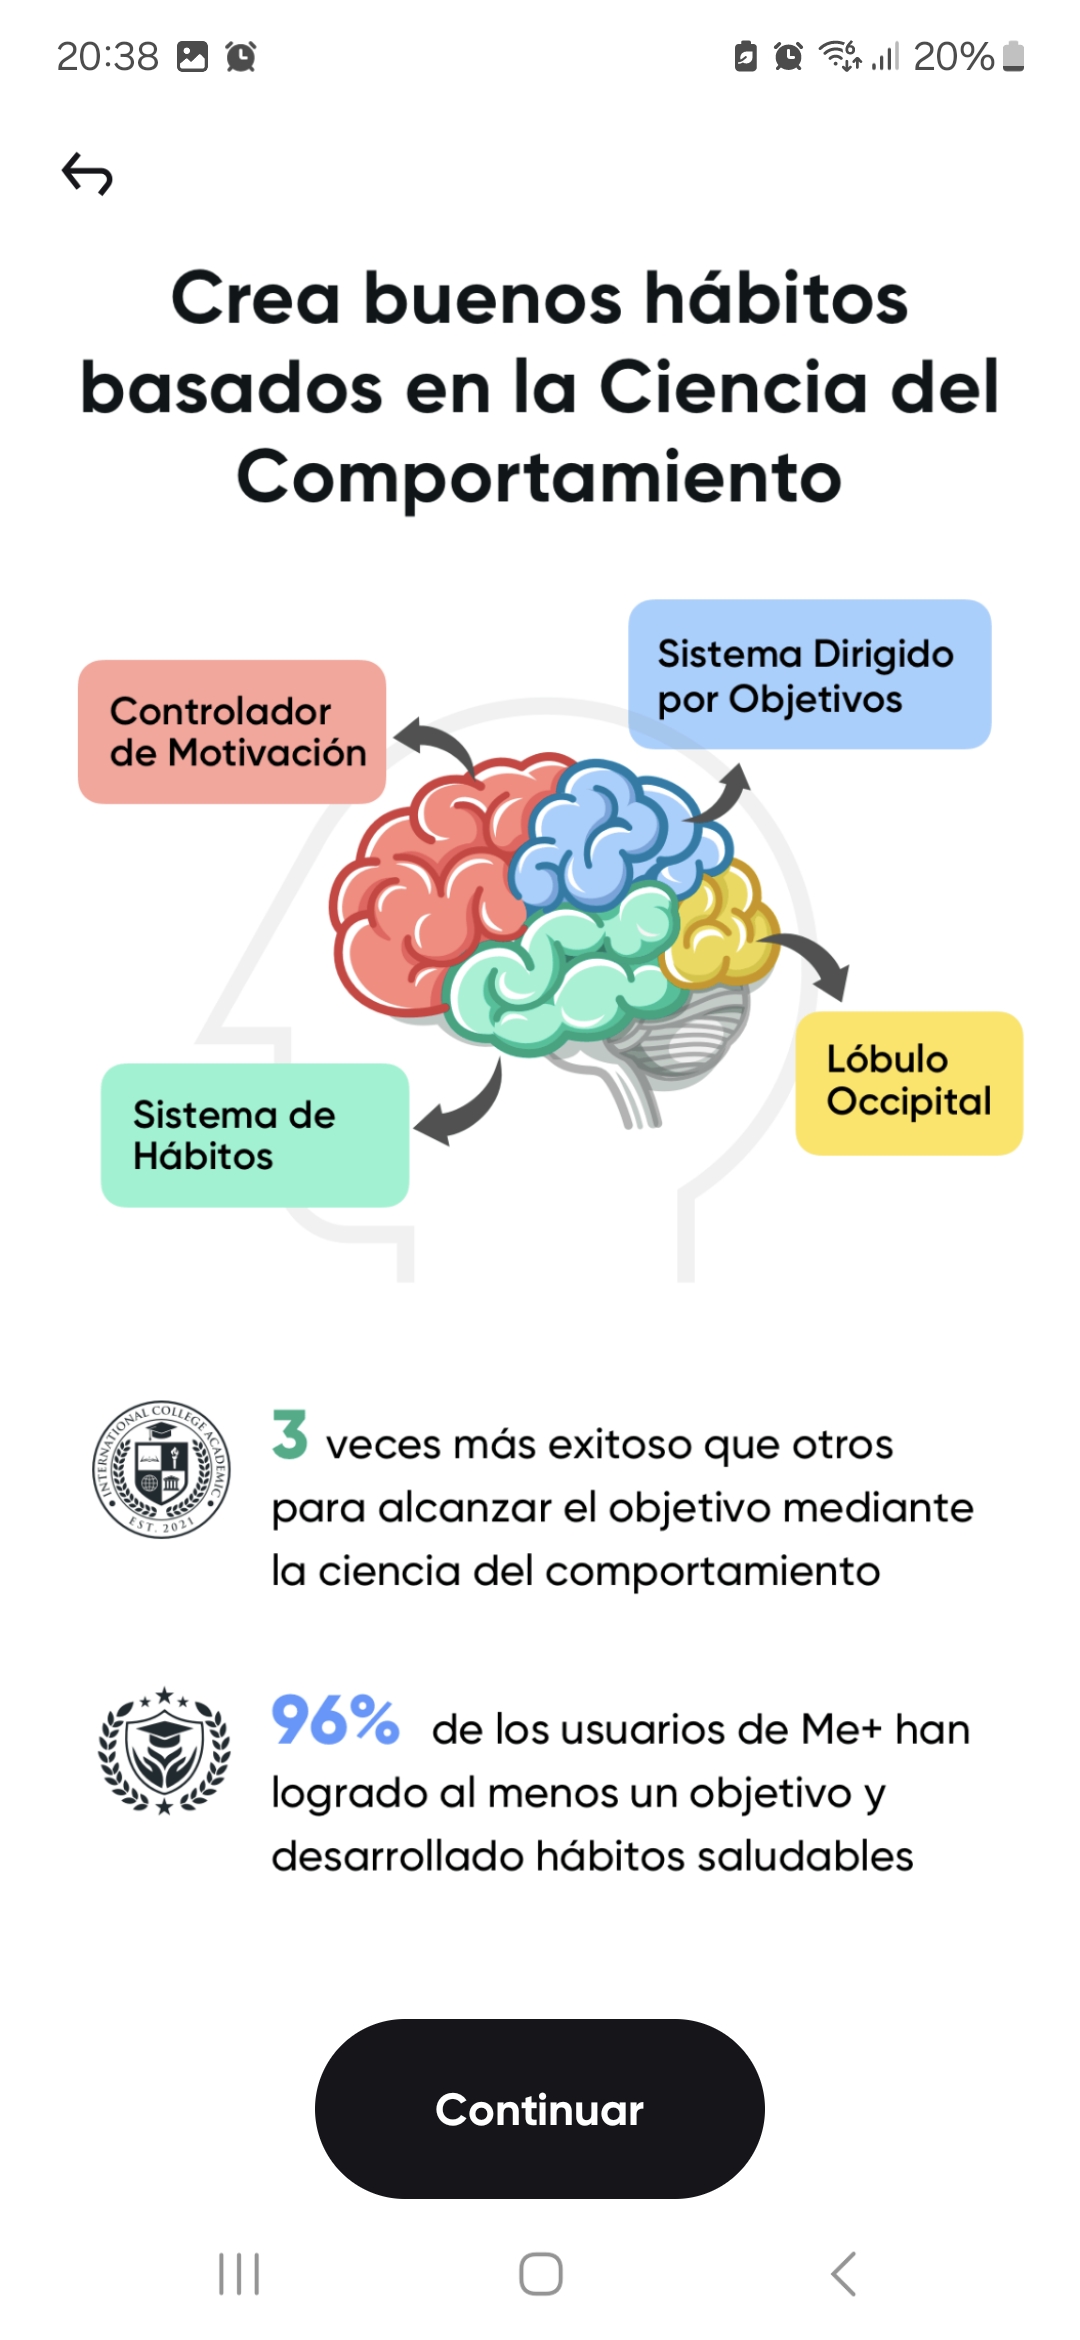 20:38
20%
Crea buenos hábitos
basados en la Ciencia del
Comportamiento
Sistema Dirigido
por Objetivos
Controlador
de Motivación
Lóbulo
Occipital
Sistema de
Hábitos
INTERNATIONAL COLLEGE ACADEMIC
EST. 2021
3 veces más exitoso que otros
para alcanzar el objetivo mediante
la ciencia del comportamiento
96% de los usuarios de Me+ han
logrado al menos un objetivo y
desarrollado hábitos saludables
Continuar